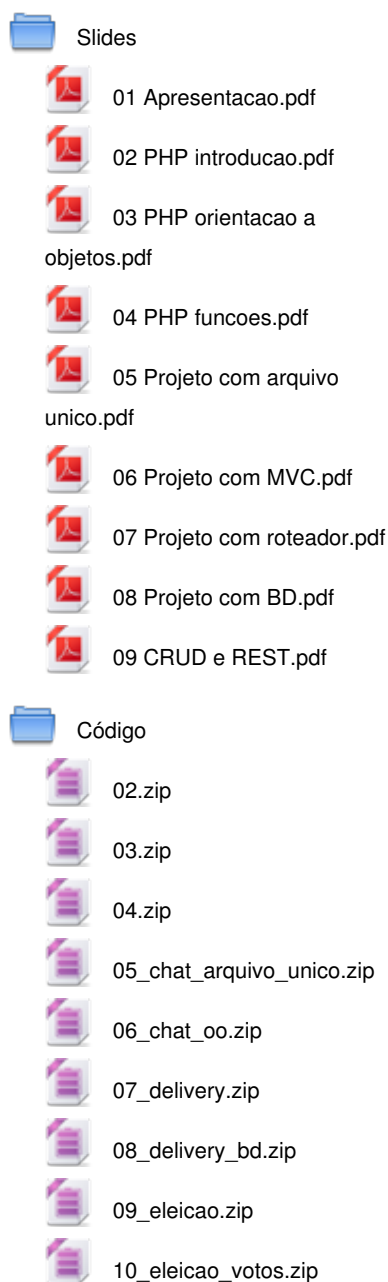 Slides
01 Apresentacao.pdf
02 PHP introducao.pdf
03 PHP orientacao a
objetos.pdf
04 PHP funcoes.pdf
05 Projeto com arquivo
unico.pdf
06 Projeto com MVC.pdf
07 Projeto com roteador.pdf
08 Projeto com BD.pdf
09 CRUD e REST.pdf
Código
02.zip
03.zip
04.zip
05_chat_arquivo_unico.zip
06_chat_oo.zip
07_delivery.zip
08_delivery_bd.zip
09_eleicao.zip
10_eleicao_votos.zip